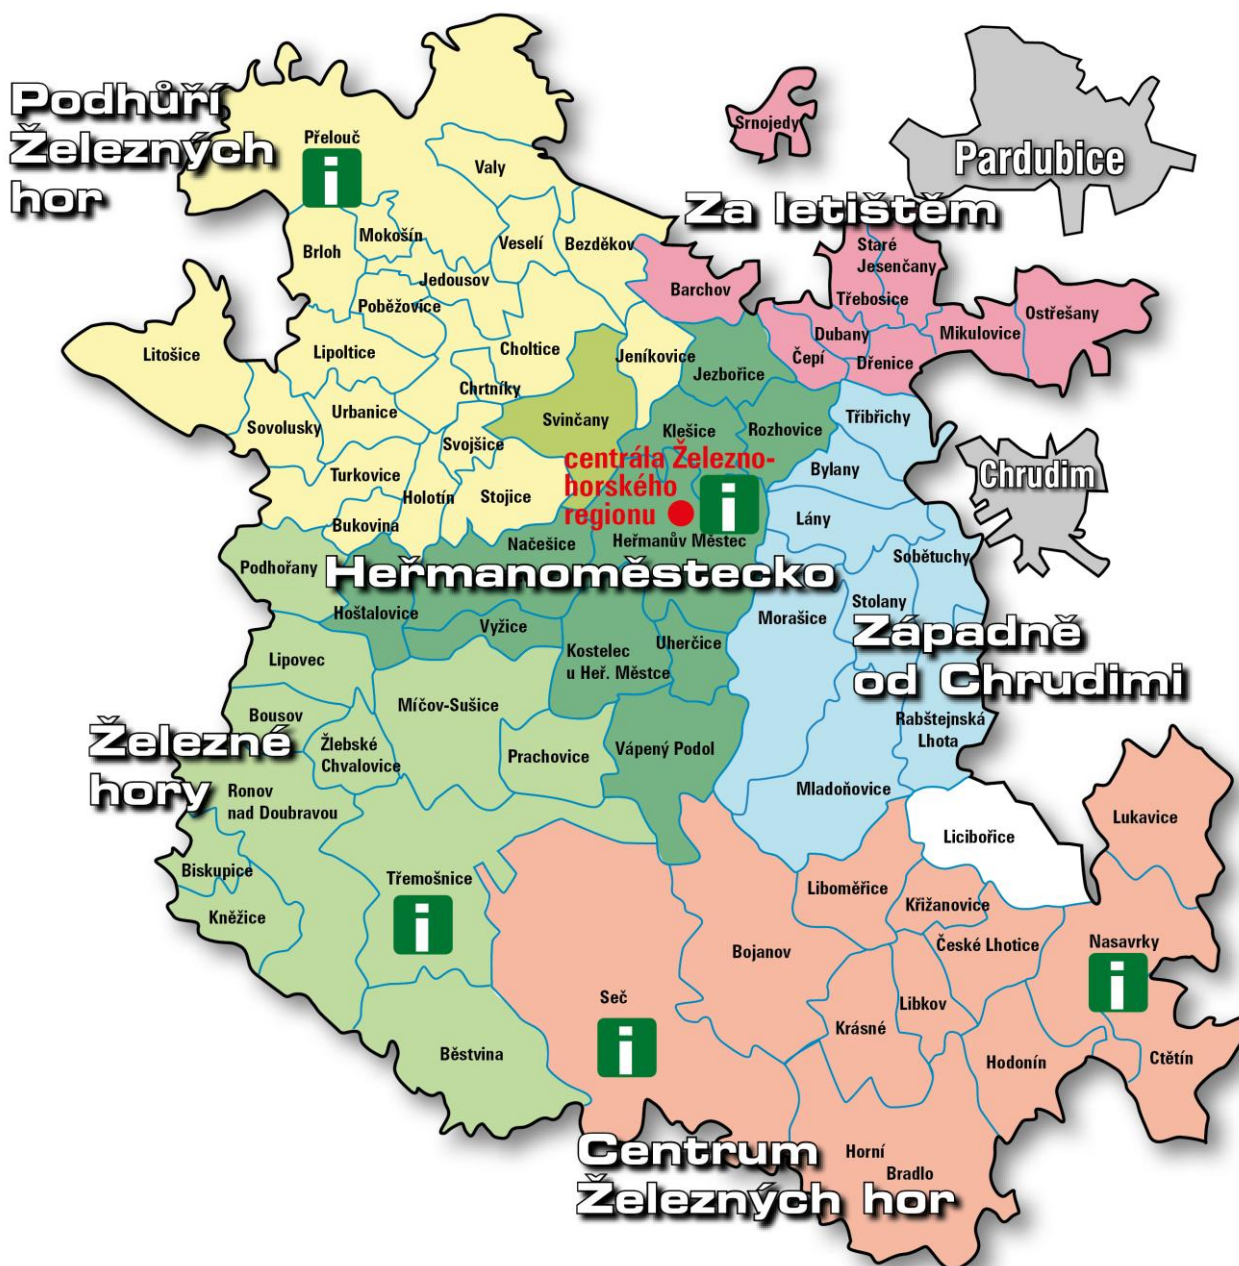 Podhůří
Železných
hor
Přelouč
i
Valy
Mokošín
Brloh
Veselí
Bezděkov
Jedousov
Poběžovice
Litošice
Lipoltice
Choltice
Jeníkovice
Chrtníky
Urbanice
Svinčany
Sovolusky
Svojšice
Turkovice
Holotín
Stojice
Bukovina
Srnojedy
Pardubice
Za letištěm
Staré
Jesenčany
Barchov
Třebosice
Ostřešany
Dubany
Mikulovice
Čepí
Dřenice
Jezbořice
Klešice
Rozhovice
centrála Železno-
horského
regionu
i
Načešice
Heřmanův Městec
Heřmanoměstecko
Hoštalovice
Vyžice
Kostelec
u Heř. Městce
Uherčice
Vápený Podol
Třibřichy
Bylany
Chrudim
Lány
Sobětuchy
Stolany
Morašice
Západně
od Chrudimi
Rabštejnská
Lhota
Mladoňovice
Podhořany
Lipovec
Bousov
Míčov-Sušice
Železné
hory
Žlebské
Chvalovice
Prachovice
Ronov
nad Doubravou
Biskupice
Třemošnice
i
Kněžice
Běstvina
Licibořice
Lukavice
Liboměřice
Křižanovice
České Lhotice
Nasavrky
i
Bojanov
Seč
i
Libkov
Krásné
Hodonín
Ctětín
Centrum
Železných hor
Horní
Bradlo